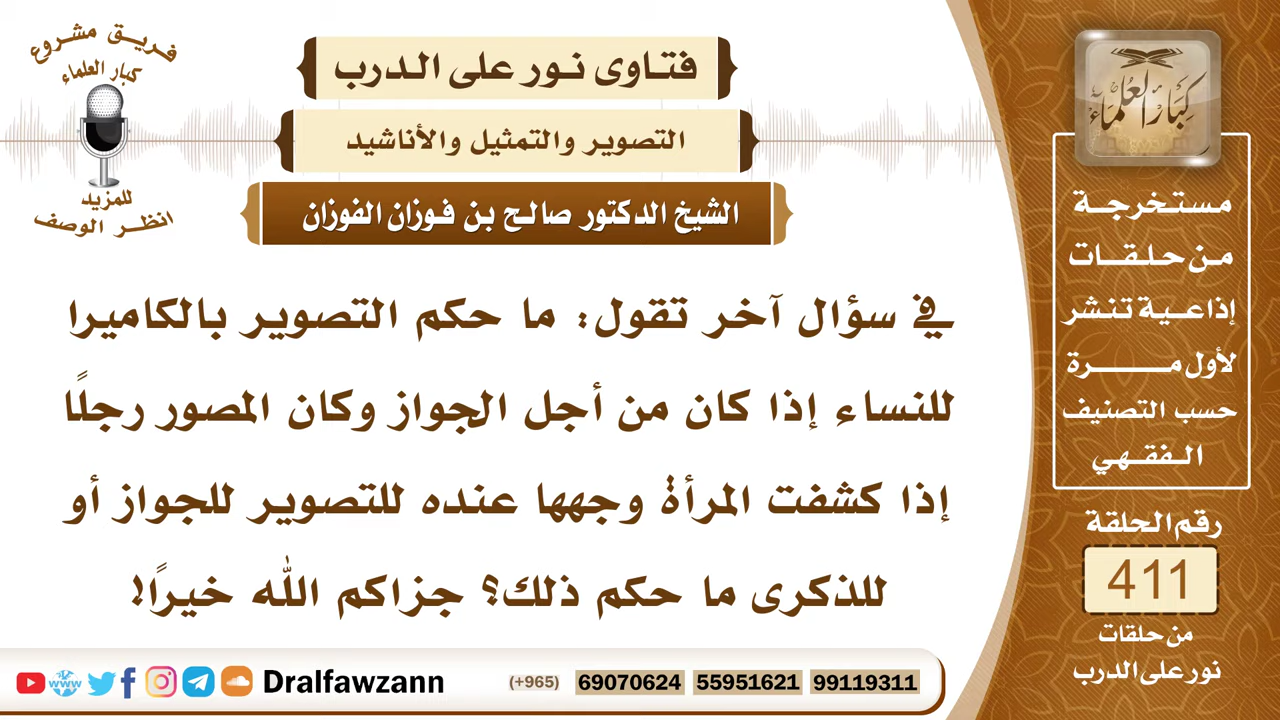 فريق مشروع
كبار العلماء
للمزيد
انظر الوصف
فتاوى نور على الدرب
التصوير والتمثيل والأناشيد
الشيخ الدكتور صالح بن فوزان الفوزان
في سؤال آخر تقول: ما حكم التصوير بالكاميرا
للنساء إذا كان من أجل الجواز وكان المصور رجلًا
إذا كشفت المرأة وجهها عنده للتصوير للجواز أو
للذكرى ما حكم ذلك؟ جزاكم الله خيرًا!
كبار العلماء
مستخرجة
من حلقات
إذاعية تنشر
لأول مرة
حسب التصنيف
الفقهي
رقم الحلقة
411
من حلقات
نور على الدرب
www Dralfawzann (+965) 69070624 55951621 99119311